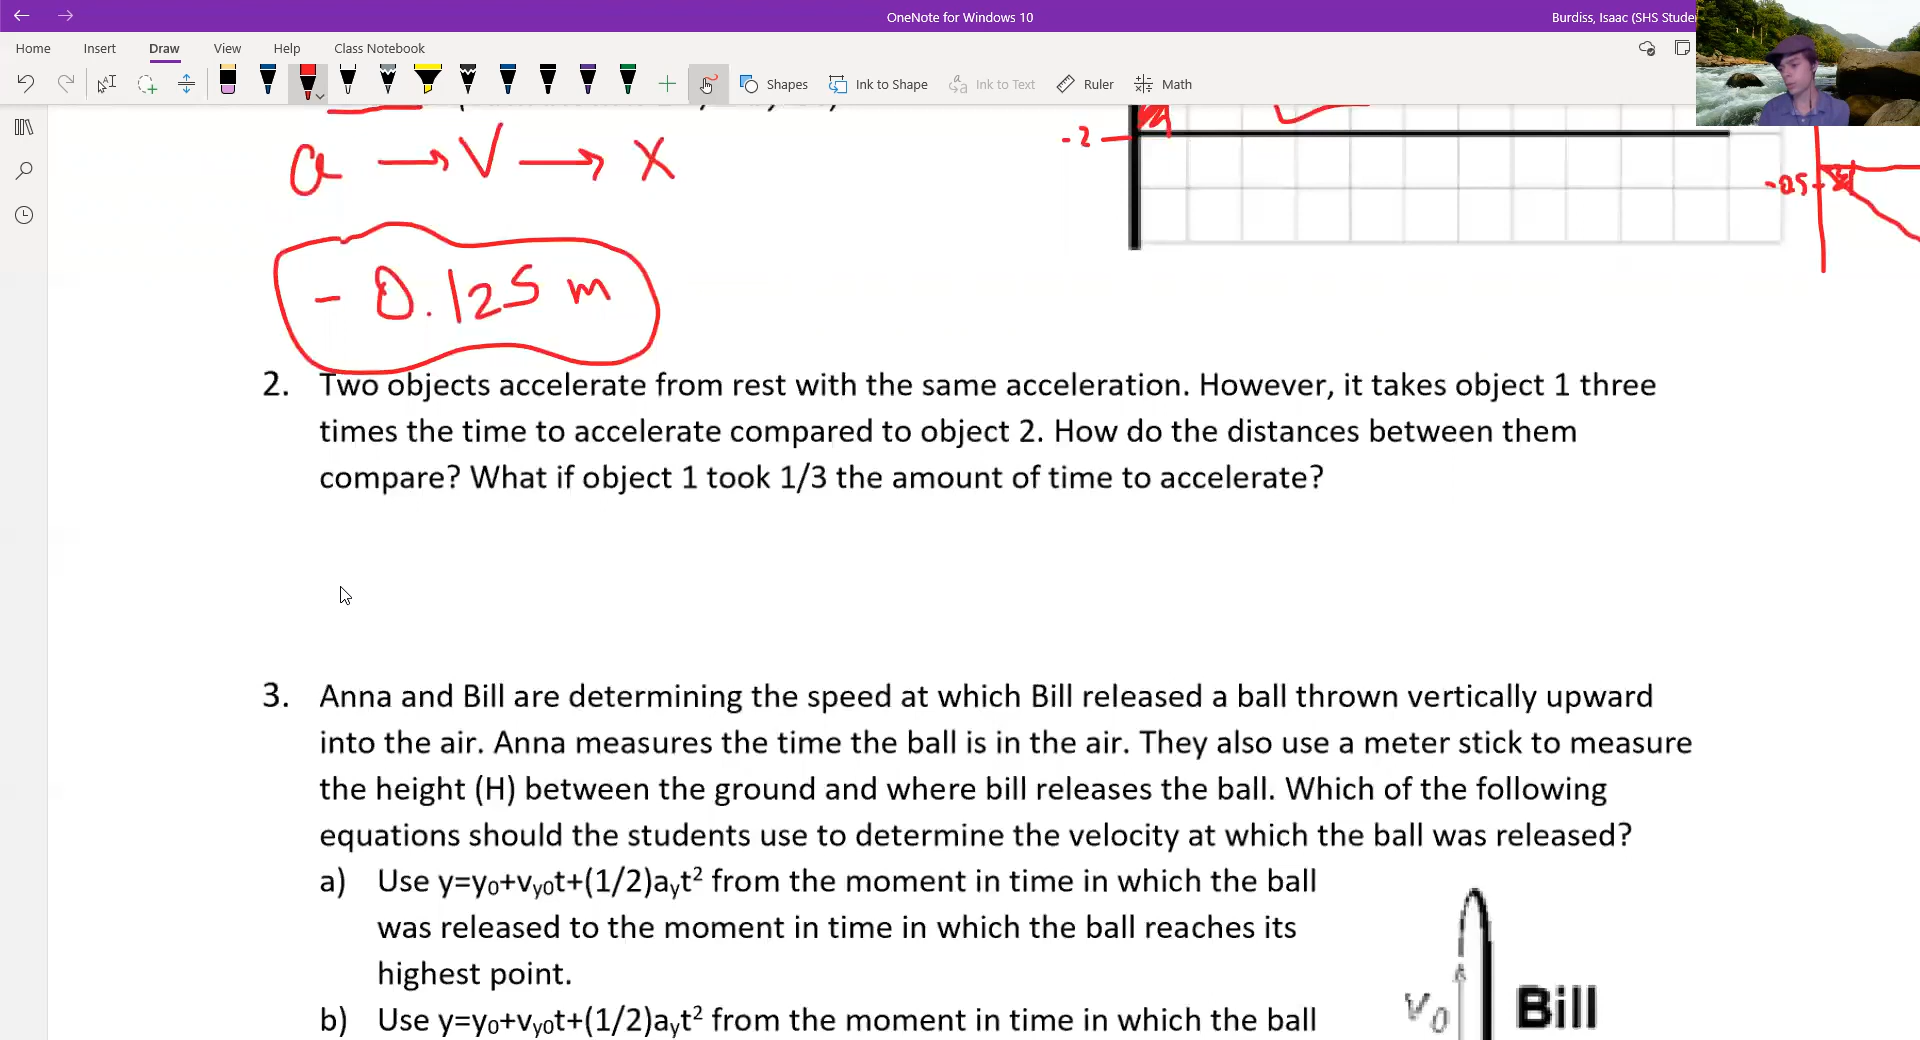 OneNote for Windows 10
Burdiss, Isaac (SHS Stude
Home Insert Draw View Help Class Notebook
Shapes Ink to Shape Ink to Text Ruler Math
a → V → X
- 2
-0.5
- 0.125 m
2. Two objects accelerate from rest with the same acceleration. However, it takes object 1 three
times the time to accelerate compared to object 2. How do the distances between them
compare? What if object 1 took 1/3 the amount of time to accelerate?
3. Anna and Bill are determining the speed at which Bill released a ball thrown vertically upward
into the air. Anna measures the time the ball is in the air. They also use a meter stick to measure
the height (H) between the ground and where bill releases the ball. Which of the following
equations should the students use to determine the velocity at which the ball was released?
a) Use y=y₀+vy₀t+(1/2)ayt² from the moment in time in which the ball
was released to the moment in time in which the ball reaches its
highest point.
b) Use y=y₀+vy₀t+(1/2)ayt² from the moment in time in which the ball
v₀ Bill